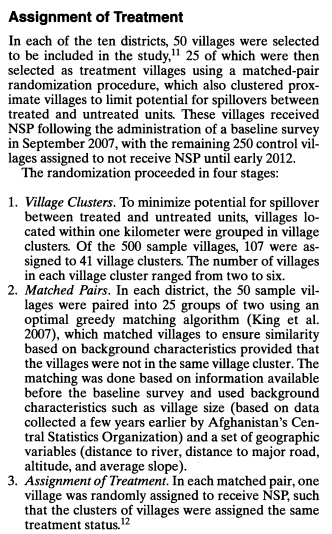 Assignment of Treatment
In each of the ten districts, 50 villages were selected
to be included in the study,11 25 of which were then
selected as treatment villages using a matched-pair
randomization procedure, which also clustered prox-
imate villages to limit potential for spillovers between
treated and untreated units. These villages received
NSP following the administration of a baseline survey
in September 2007, with the remaining 250 control vil-
lages assigned to not receive NSP until early 2012.
The randomization proceeded in four stages:
1. Village Clusters. To minimize potential for spillover
between treated and untreated units, villages lo-
cated within one kilometer were grouped in village
clusters. Of the 500 sample villages, 107 were as-
signed to 41 village clusters. The number of villages
in each village cluster ranged from two to six.
2. Matched Pairs. In each district, the 50 sample vil-
lages were paired into 25 groups of two using an
optimal greedy matching algorithm (King et al.
2007), which matched villages to ensure similarity
based on background characteristics provided that
the villages were not in the same village cluster. The
matching was done based on information available
before the baseline survey and used background
characteristics such as village size (based on data
collected a few years earlier by Afghanistan's Cen-
tral Statistics Organization) and a set of geographic
variables (distance to river, distance to major road,
altitude, and average slope).
3. Assignment of Treatment. In each matched pair, one
village was randomly assigned to receive NSP, such
that the clusters of villages were assigned the same
treatment status.12